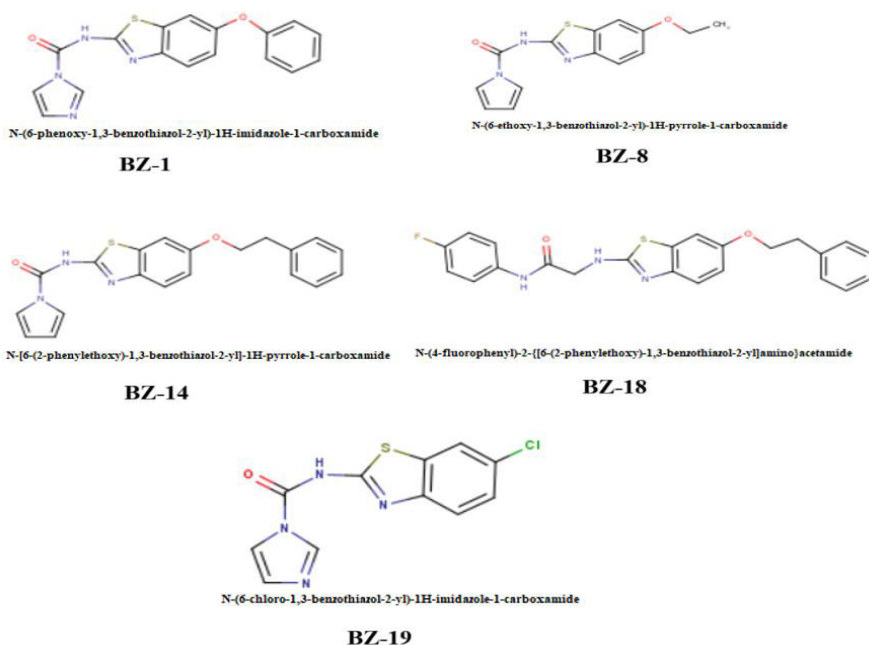 N-(6-phenoxy-1,3-benzothiazol-2-yl)-1H-imidazole-1-carboxamide
BZ-1
N-(6-ethoxy-1,3-benzothiazol-2-yl)-1H-pyrrole-1-carboxamide
BZ-8
N-[6-(2-phenylethoxy)-1,3-benzothiazol-2-yl]-1H-pyrrole-1-carboxamide
BZ-14
N-(4-fluorophenyl)-2-{[6-(2-phenylethoxy)-1,3-benzothiazol-2-yl]amino}acetamide
BZ-18
O
H
N
S
N
Cl
N
N
N-(6-chloro-1,3-benzothiazol-2-yl)-1H-imidazole-1-carboxamide
BZ-19